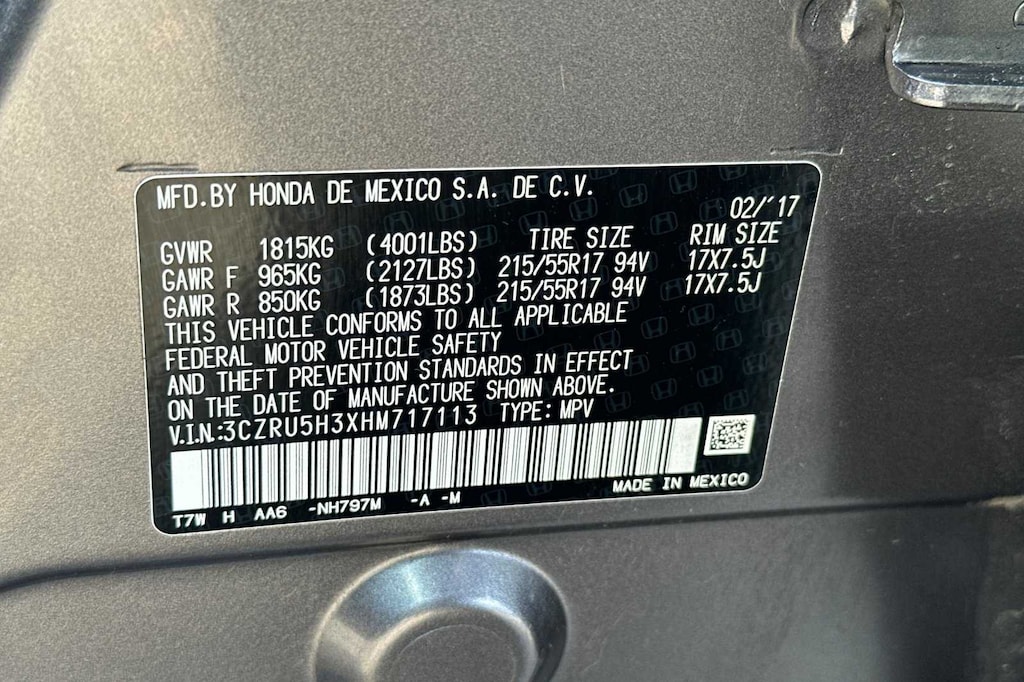 MFD.BY HONDA DE MEXICO S.A. DE C.V.
02/'17
GVWR 1815KG (4001LBS) TIRE SIZE RIM SIZE
GAWR F 965KG (2127LBS) 215/55R17 94V 17X7.5J
GAWR R 850KG (1873LBS) 215/55R17 94V 17X7.5J
THIS VEHICLE CONFORMS TO ALL APPLICABLE
FEDERAL MOTOR VEHICLE SAFETY
AND THEFT PREVENTION STANDARDS IN EFFECT
ON THE DATE OF MANUFACTURE SHOWN ABOVE.
V.I.N.:3CZRU5H3XHM717113 TYPE: MPV
MADE IN MEXICO
T7W H AA6 -NH797M -A -M